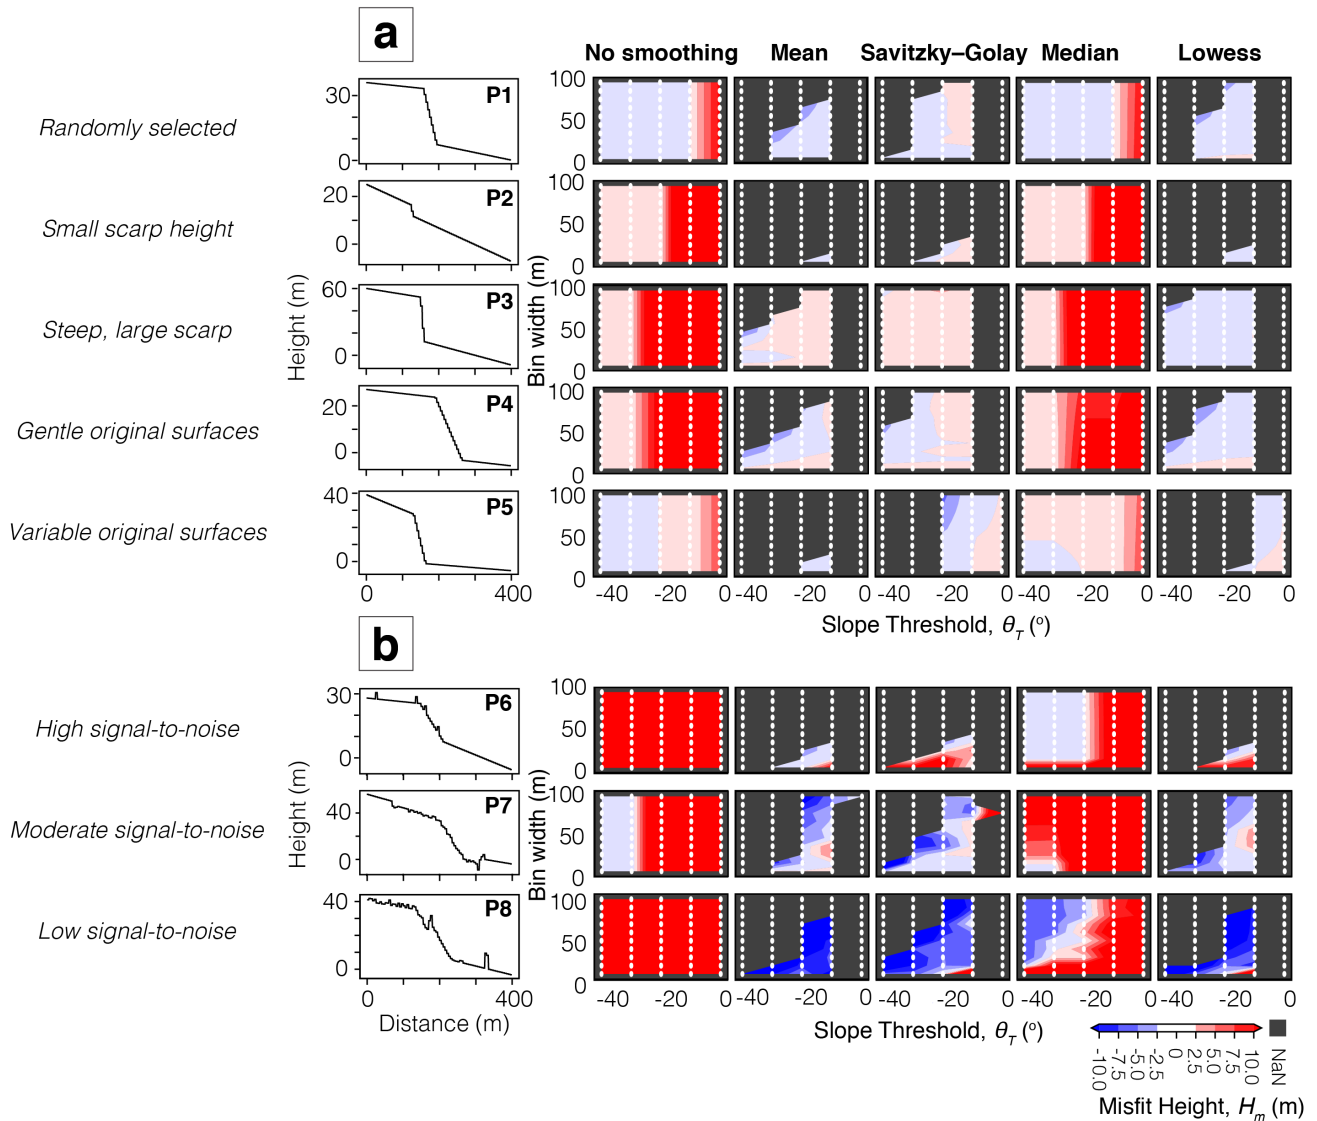 a
No smoothing Mean Savitzky–Golay Median Lowess
Randomly selected
30
0
P1
100
50
0
Small scarp height
20
0
P2
100
50
0
Steep, large scarp
60
0
P3
100
50
0
Gentle original surfaces
20
0
P4
100
50
0
Variable original surfaces
40
0
P5
100
50
0
Height (m)
Bin width (m)
0 400
-40 -20 0 -40 -20 0 -40 -20 0 -40 -20 0 -40 -20 0
Slope Threshold, θT (o)
b
High signal-to-noise
30
0
P6
100
50
0
Moderate signal-to-noise
40
0
P7
100
50
0
Low signal-to-noise
40
0
P8
100
50
0
Height (m)
Bin width (m)
0 400
Distance (m)
-40 -20 0 -40 -20 0 -40 -20 0 -40 -20 0 -40 -20 0
Slope Threshold, θT (o)
-10.0 -7.5 -5.0 -2.5 0 2.5 5.0 7.5 10.0 NaN
Misfit Height, Hm (m)